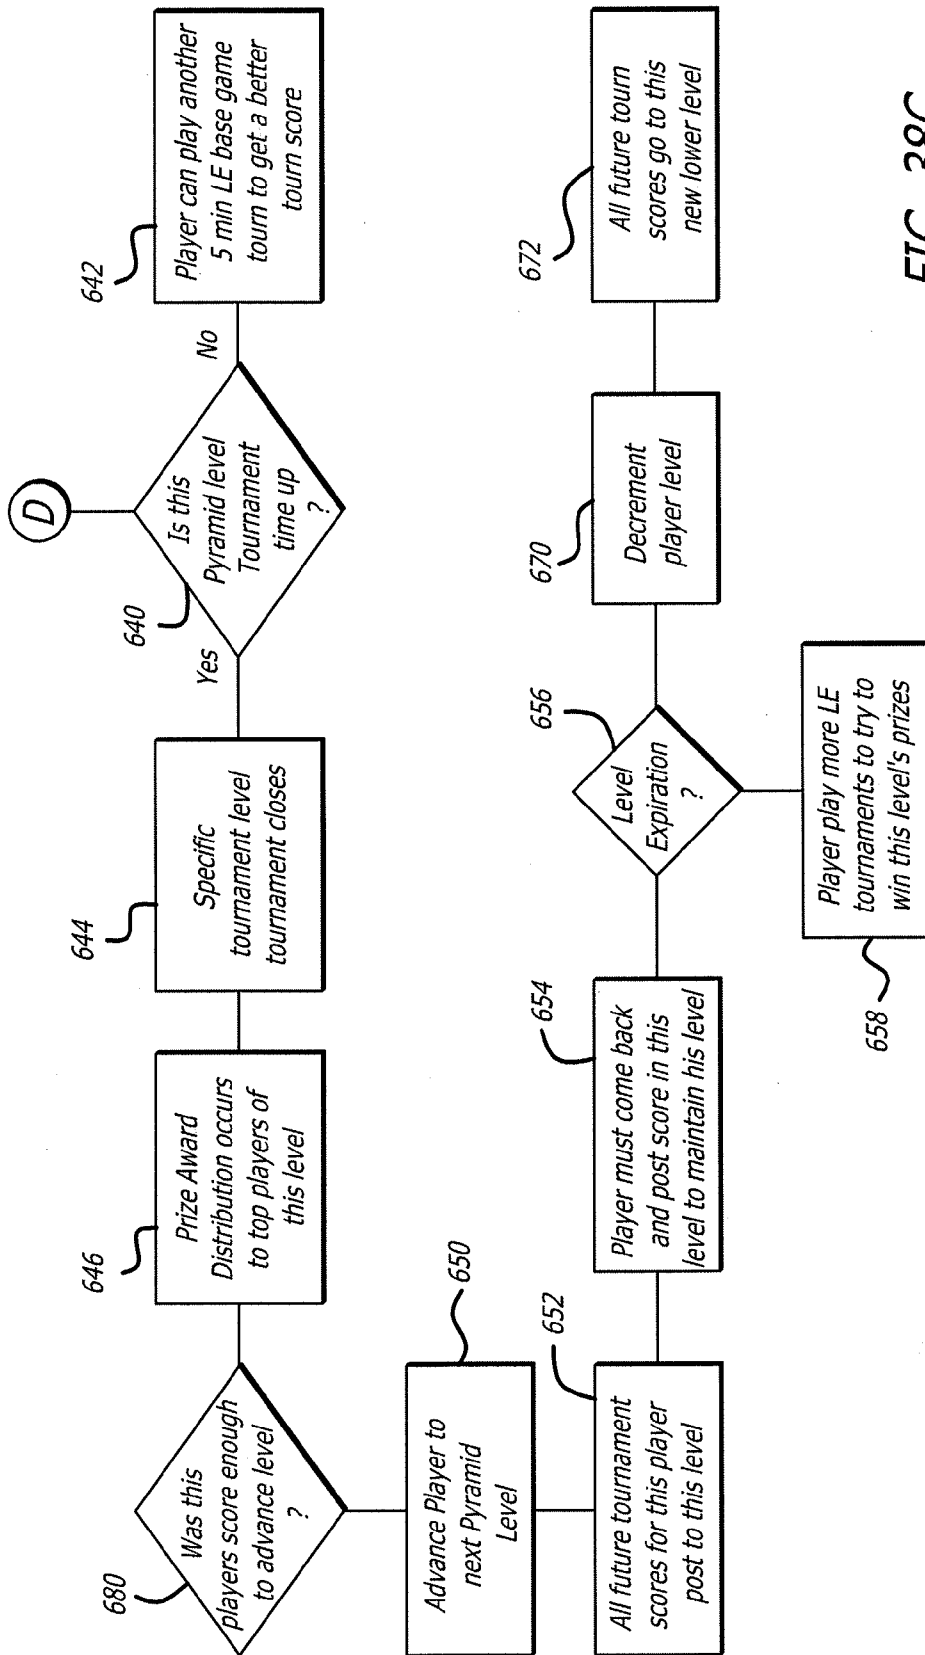 D
Is this
Pyramid level
Tournament
time up
?
640
No
Player can play another
5 min LE base game
tourn to get a better
tourn score
642
Yes
Specific
tournament level
tournament closes
644
Prize Award
Distribution occurs
to top players of
this level
646
Was this
players score enough
to advance level
?
680
Advance Player to
next Pyramid
Level
650
All future tournament
scores for this player
post to this level
652
Player must come back
and post score in this
level to maintain his level
654
Level
Expiration
?
656
Player play more LE
tournaments to try to
win this level's prizes
658
Decrement
player level
670
All future tourn
scores go to this
new lower level
672